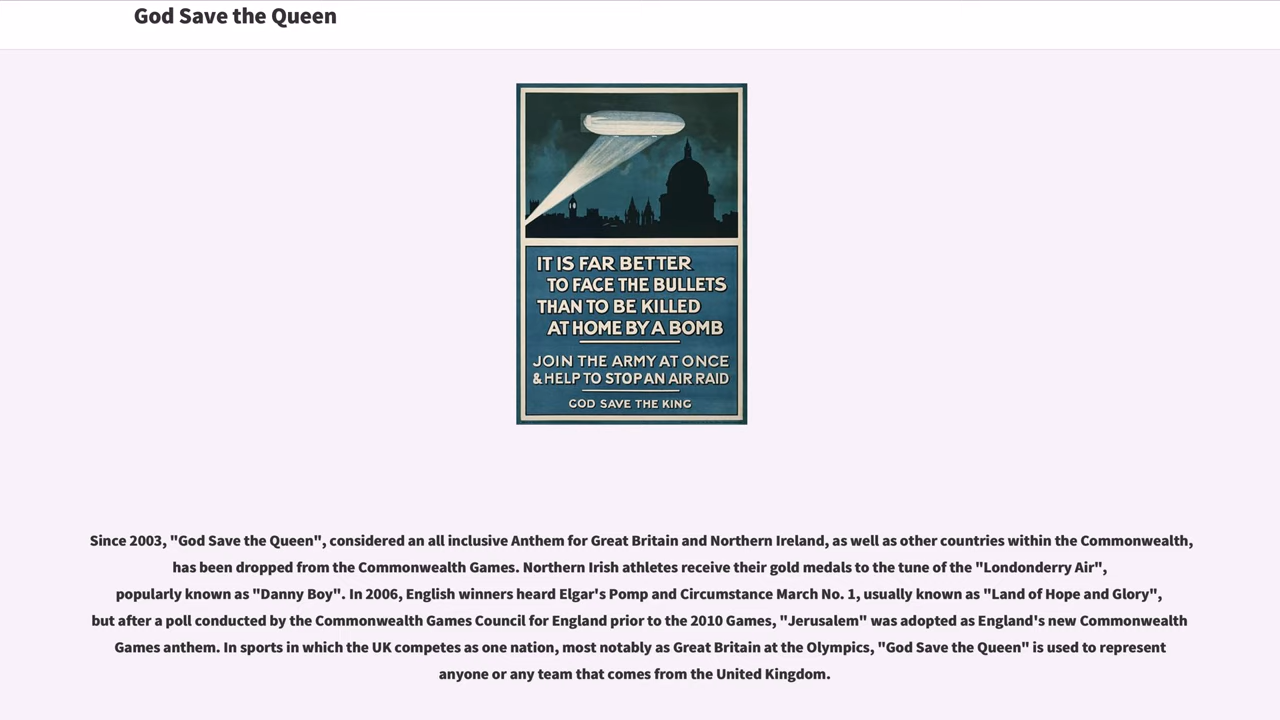 God Save the Queen
IT IS FAR BETTER
TO FACE THE BULLETS
THAN TO BE KILLED
AT HOME BY A BOMB
JOIN THE ARMY AT ONCE
& HELP TO STOP AN AIR RAID
GOD SAVE THE KING
Since 2003, "God Save the Queen", considered an all inclusive Anthem for Great Britain and Northern Ireland, as well as other countries within the Commonwealth,
has been dropped from the Commonwealth Games. Northern Irish athletes receive their gold medals to the tune of the "Londonderry Air",
popularly known as "Danny Boy". In 2006, English winners heard Elgar's Pomp and Circumstance March No. 1, usually known as "Land of Hope and Glory",
but after a poll conducted by the Commonwealth Games Council for England prior to the 2010 Games, "Jerusalem" was adopted as England's new Commonwealth
Games anthem. In sports in which the UK competes as one nation, most notably as Great Britain at the Olympics, "God Save the Queen" is used to represent
anyone or any team that comes from the United Kingdom.